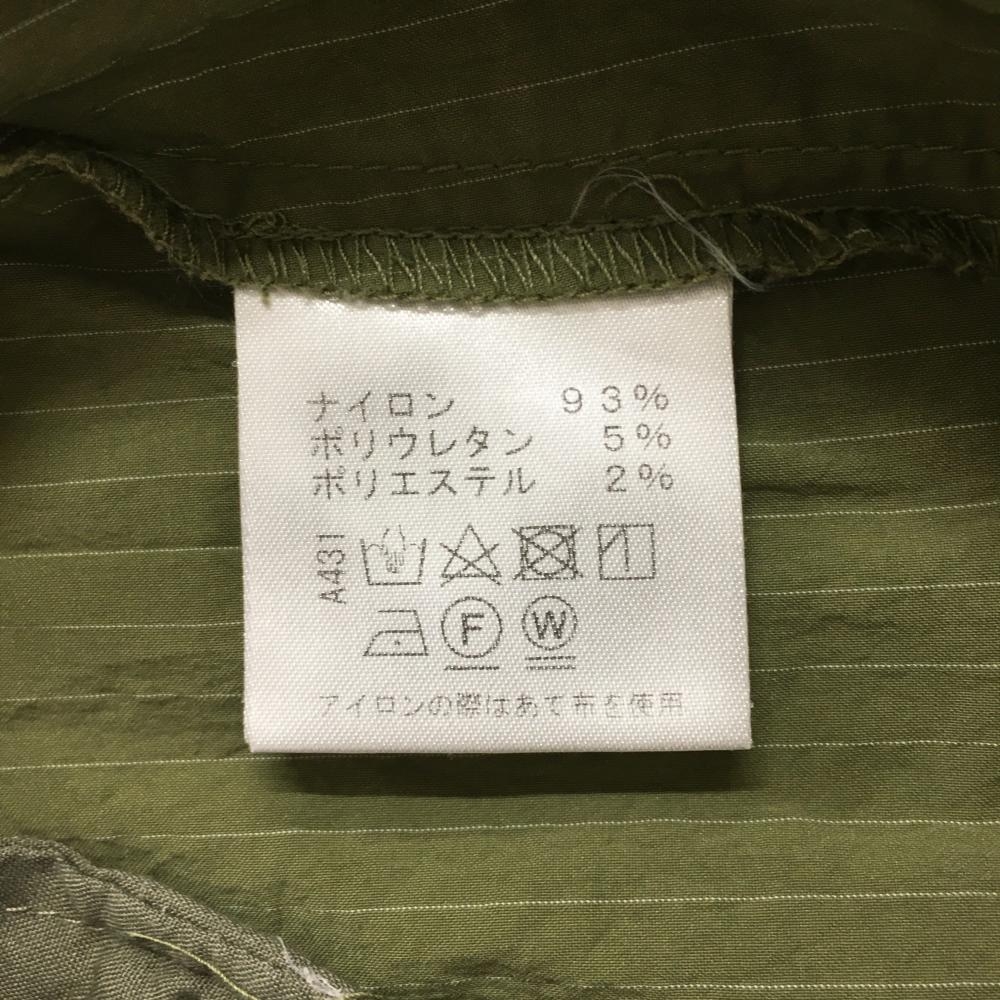 ナイロン 93%
ポリウレタン 5%
ポリエステル 2%
A431
F W
アイロンの際はあて布を使用